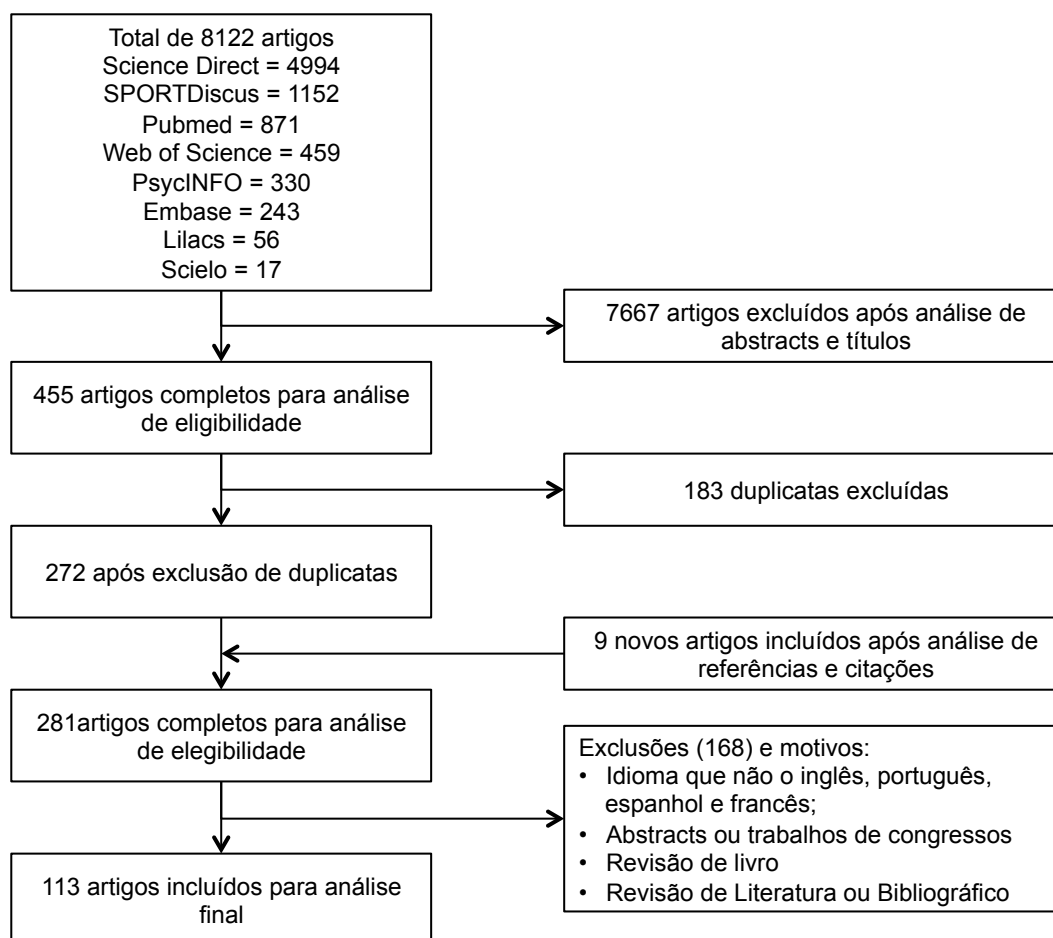 Total de 8122 artigos
Science Direct = 4994
SPORTDiscus = 1152
Pubmed = 871
Web of Science = 459
PsycINFO = 330
Embase = 243
Lilacs = 56
Scielo = 17
7667 artigos excluídos após análise de
abstracts e títulos
455 artigos completos para análise
de eligibilidade
183 duplicatas excluídas
272 após exclusão de duplicatas
9 novos artigos incluídos após análise de
referências e citações
281artigos completos para análise
de elegibilidade
Exclusões (168) e motivos:
• Idioma que não o inglês, português,
espanhol e francês;
• Abstracts ou trabalhos de congressos
• Revisão de livro
• Revisão de Literatura ou Bibliográfico
113 artigos incluídos para análise
final